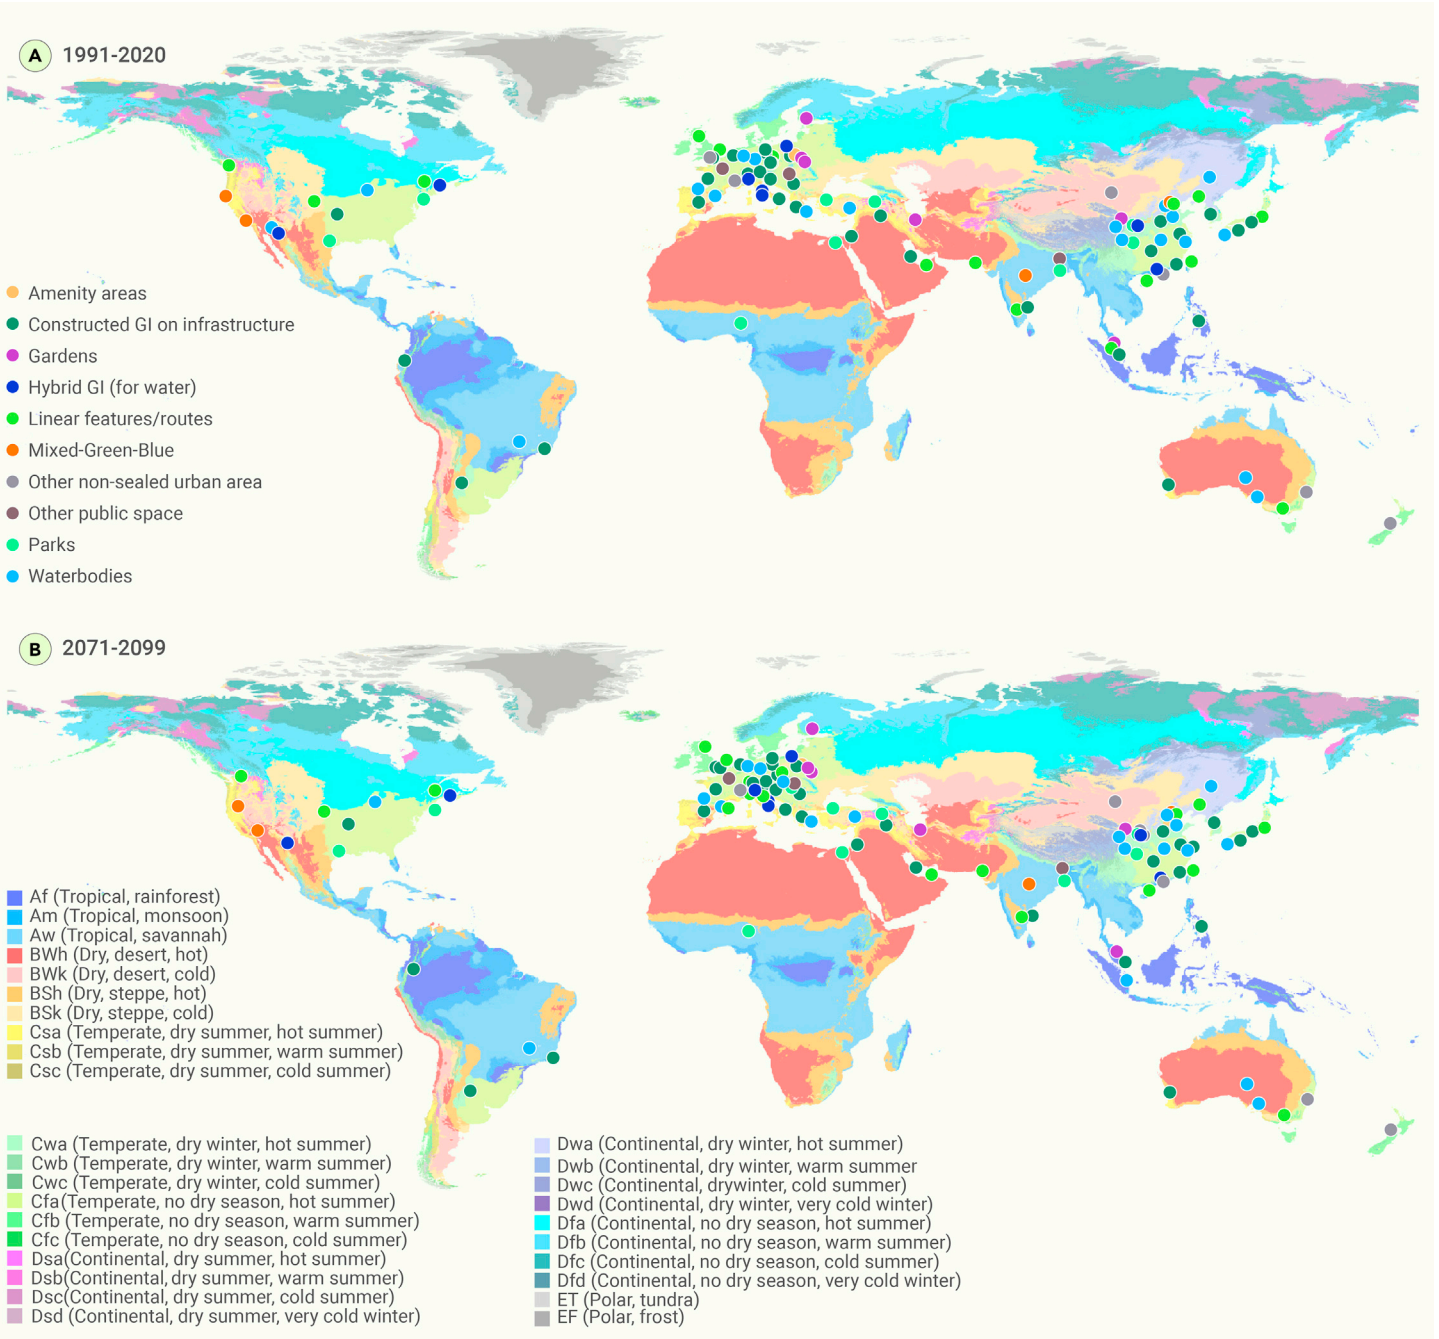 A 1991-2020
Amenity areas
Constructed GI on infrastructure
Gardens
Hybrid GI (for water)
Linear features/routes
Mixed-Green-Blue
Other non-sealed urban area
Other public space
Parks
Waterbodies
B 2071-2099
Af (Tropical, rainforest)
Am (Tropical, monsoon)
Aw (Tropical, savannah)
BWh (Dry, desert, hot)
BWk (Dry, desert, cold)
BSh (Dry, steppe, hot)
BSk (Dry, steppe, cold)
Csa (Temperate, dry summer, hot summer)
Csb (Temperate, dry summer, warm summer)
Csc (Temperate, dry summer, cold summer)
Cwa (Temperate, dry winter, hot summer)
Cwb (Temperate, dry winter, warm summer)
Cwc (Temperate, dry winter, cold summer)
Cfa(Temperate, no dry season, hot summer)
Cfb (Temperate, no dry season, warm summer)
Cfc (Temperate, no dry season, cold summer)
Dsa(Continental, dry summer, hot summer)
Dsb(Continental, dry summer, warm summer)
Dsc(Continental, dry summer, cold summer)
Dsd (Continental, dry summer, very cold winter)
Dwa (Continental, dry winter, hot summer)
Dwb (Continental, dry winter, warm summer
Dwc (Continental, drywinter, cold summer)
Dwd (Continental, dry winter, very cold winter)
Dfa (Continental, no dry season, hot summer)
Dfb (Continental, no dry season, warm summer)
Dfc (Continental, no dry season, cold summer)
Dfd (Continental, no dry season, very cold winter)
ET (Polar, tundra)
EF (Polar, frost)